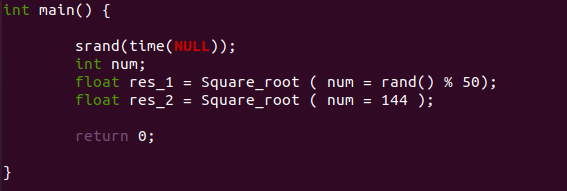 int main() {
srand(time(NULL));
int num;
float res_1 = Square_root ( num = rand() % 50);
float res_2 = Square_root ( num = 144 );
return 0;
}